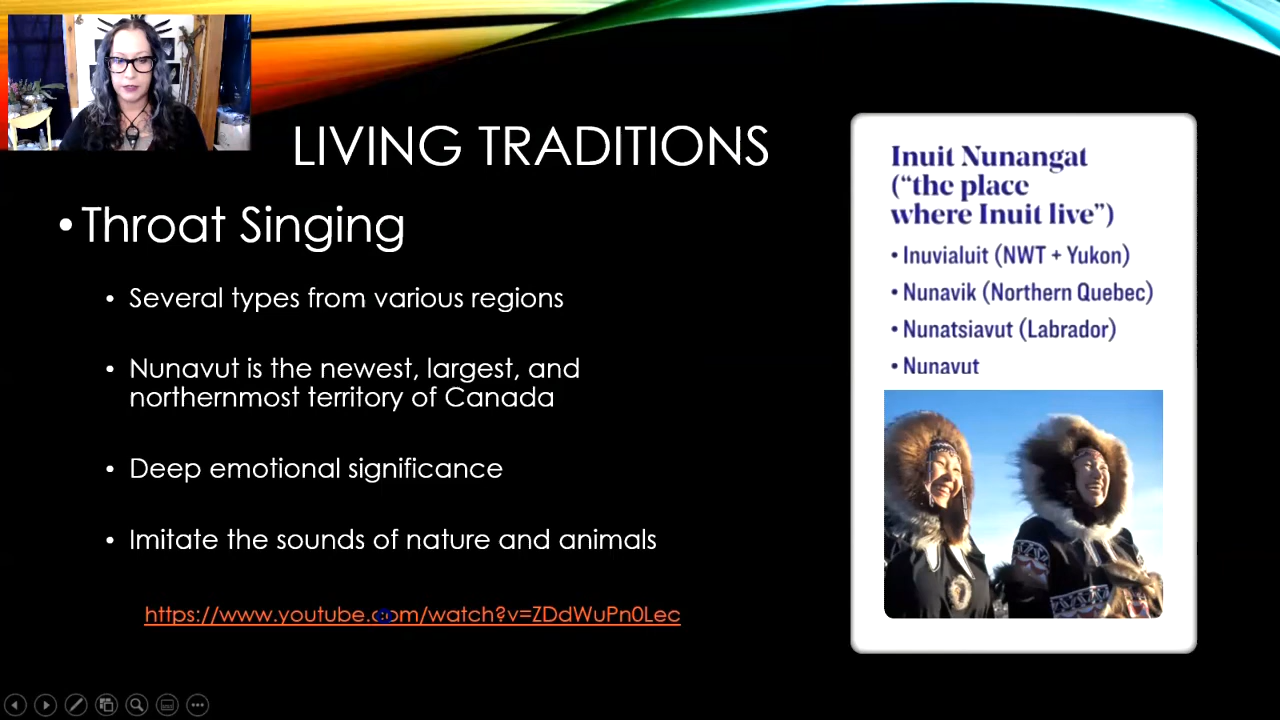 LIVING TRADITIONS
• Throat Singing
• Several types from various regions
• Nunavut is the newest, largest, and
northernmost territory of Canada
• Deep emotional significance
• Imitate the sounds of nature and animals
https://www.youtube.com/watch?v=ZDdWuPn0Lec
Inuit Nunangat
(“the place
where Inuit live”)
• Inuvialuit (NWT + Yukon)
• Nunavik (Northern Quebec)
• Nunatsiavut (Labrador)
• Nunavut